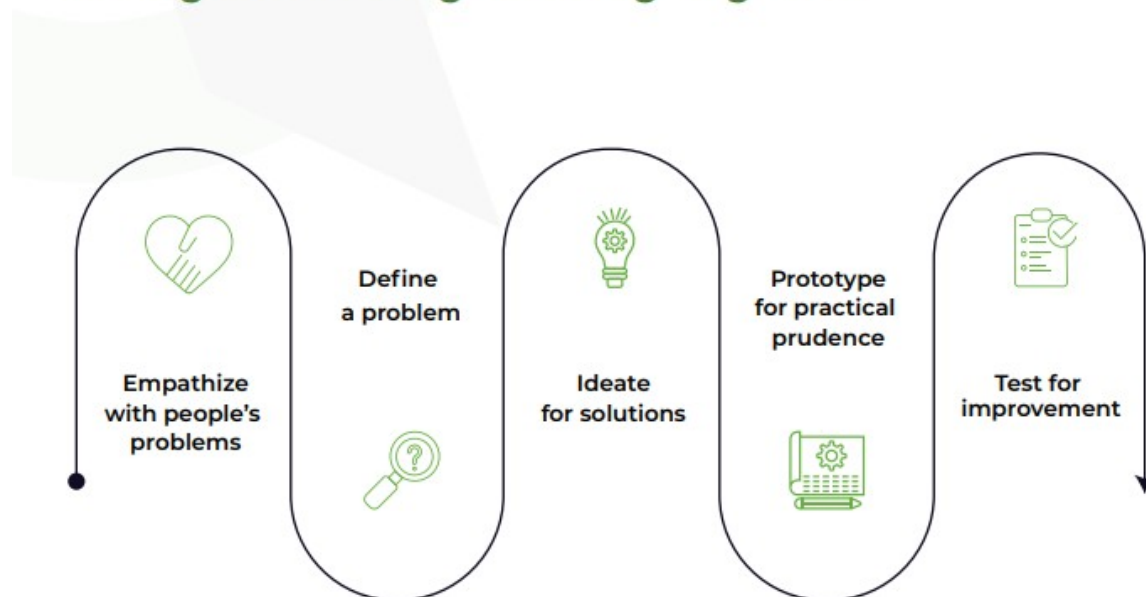 Empathize
with people's
problems
Define
a problem
?
Ideate
for solutions
Prototype
for practical
prudence
Test for
improvement